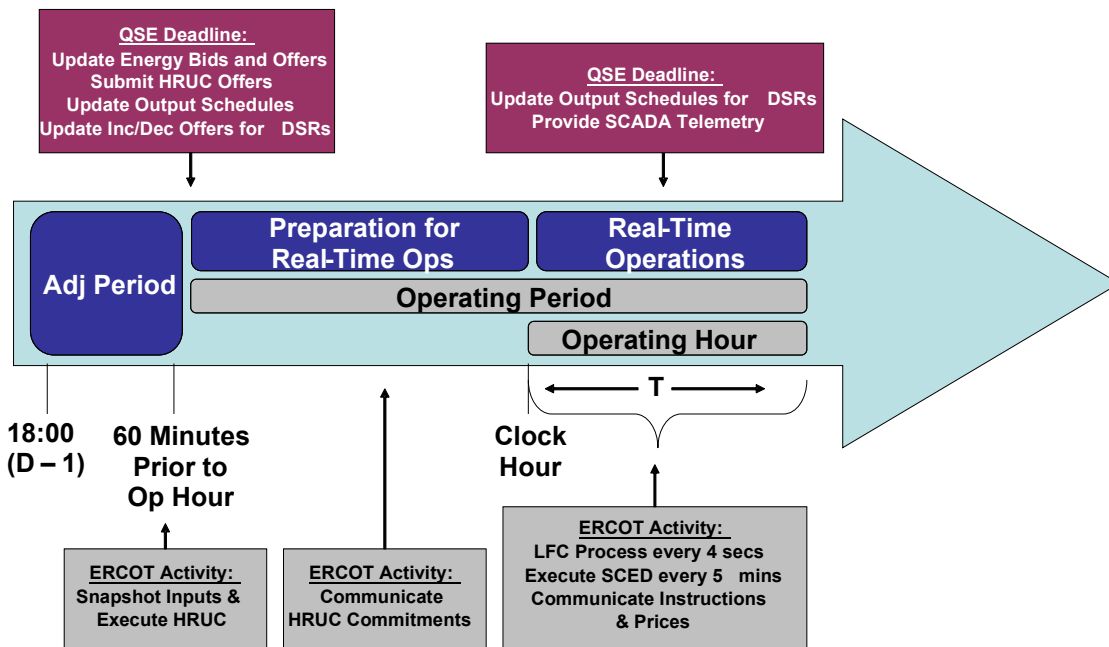 QSE Deadline:
Update Energy Bids and Offers
Submit HRUC Offers
Update Output Schedules
Update Inc/Dec Offers for DSRs
QSE Deadline:
Update Output Schedules for DSRs
Provide SCADA Telemetry
Adj Period
Preparation for
Real-Time Ops
Real-Time
Operations
Operating Period
Operating Hour
T
18:00
(D – 1)
60 Minutes
Prior to
Op Hour
Clock
Hour
ERCOT Activity:
Snapshot Inputs &
Execute HRUC
ERCOT Activity:
Communicate
HRUC Commitments
ERCOT Activity:
LFC Process every 4 secs
Execute SCED every 5 mins
Communicate Instructions
& Prices